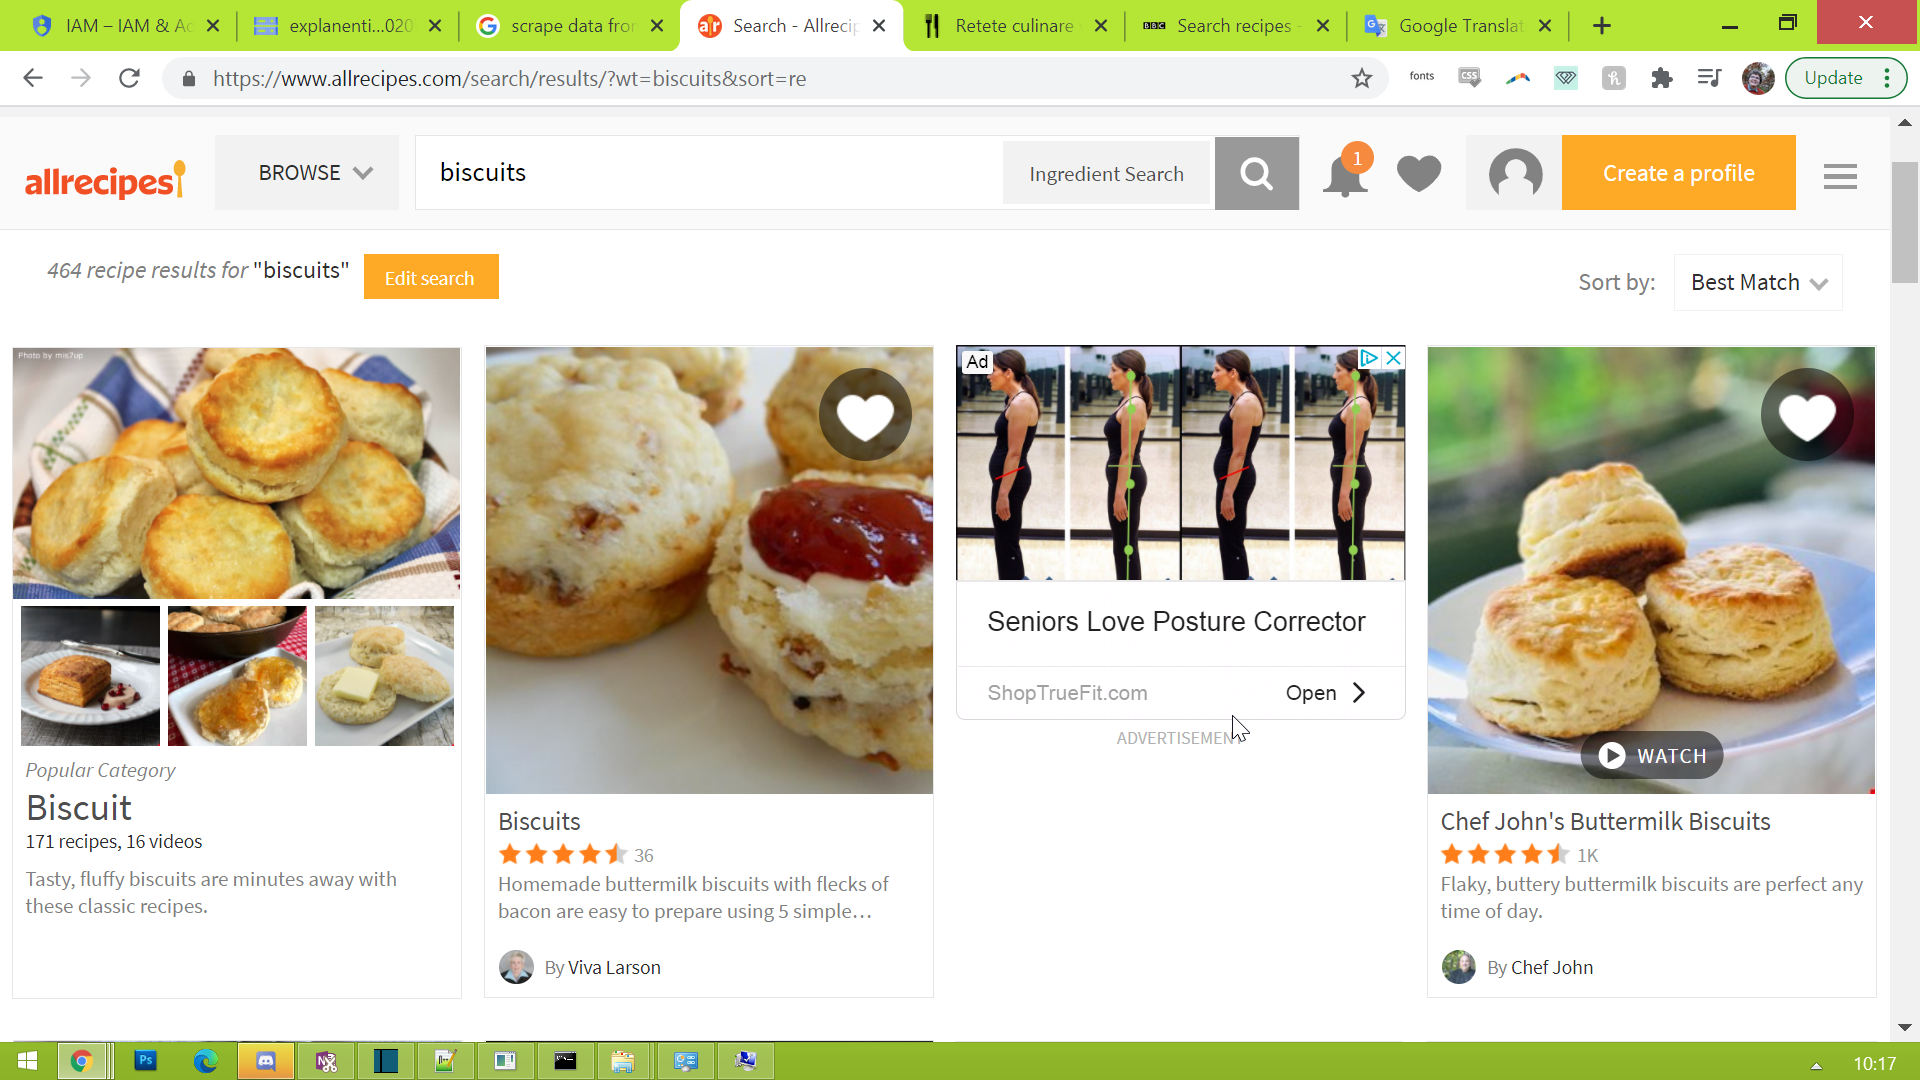 IAM – IAM & Ac
explanenti...020
scrape data from
Search - Allrecip
Retete culinare
BBC
Search recipes -
Google Translat
https://www.allrecipes.com/search/results/?wt=biscuits&sort=re
fonts
CSS
Update
allrecipes
BROWSE
biscuits
Ingredient Search
1
Create a profile
464 recipe results for "biscuits"
Edit search
Sort by:
Best Match
Photo by mis7up
Popular Category
Biscuit
171 recipes, 16 videos
Tasty, fluffy biscuits are minutes away with
these classic recipes.
Biscuits
36
Homemade buttermilk biscuits with flecks of
bacon are easy to prepare using 5 simple...
By Viva Larson
Ad
Seniors Love Posture Corrector
ShopTrueFit.com
Open
ADVERTISEMENT
WATCH
Chef John's Buttermilk Biscuits
1K
Flaky, buttery buttermilk biscuits are perfect any
time of day.
By Chef John
Ps
10:17